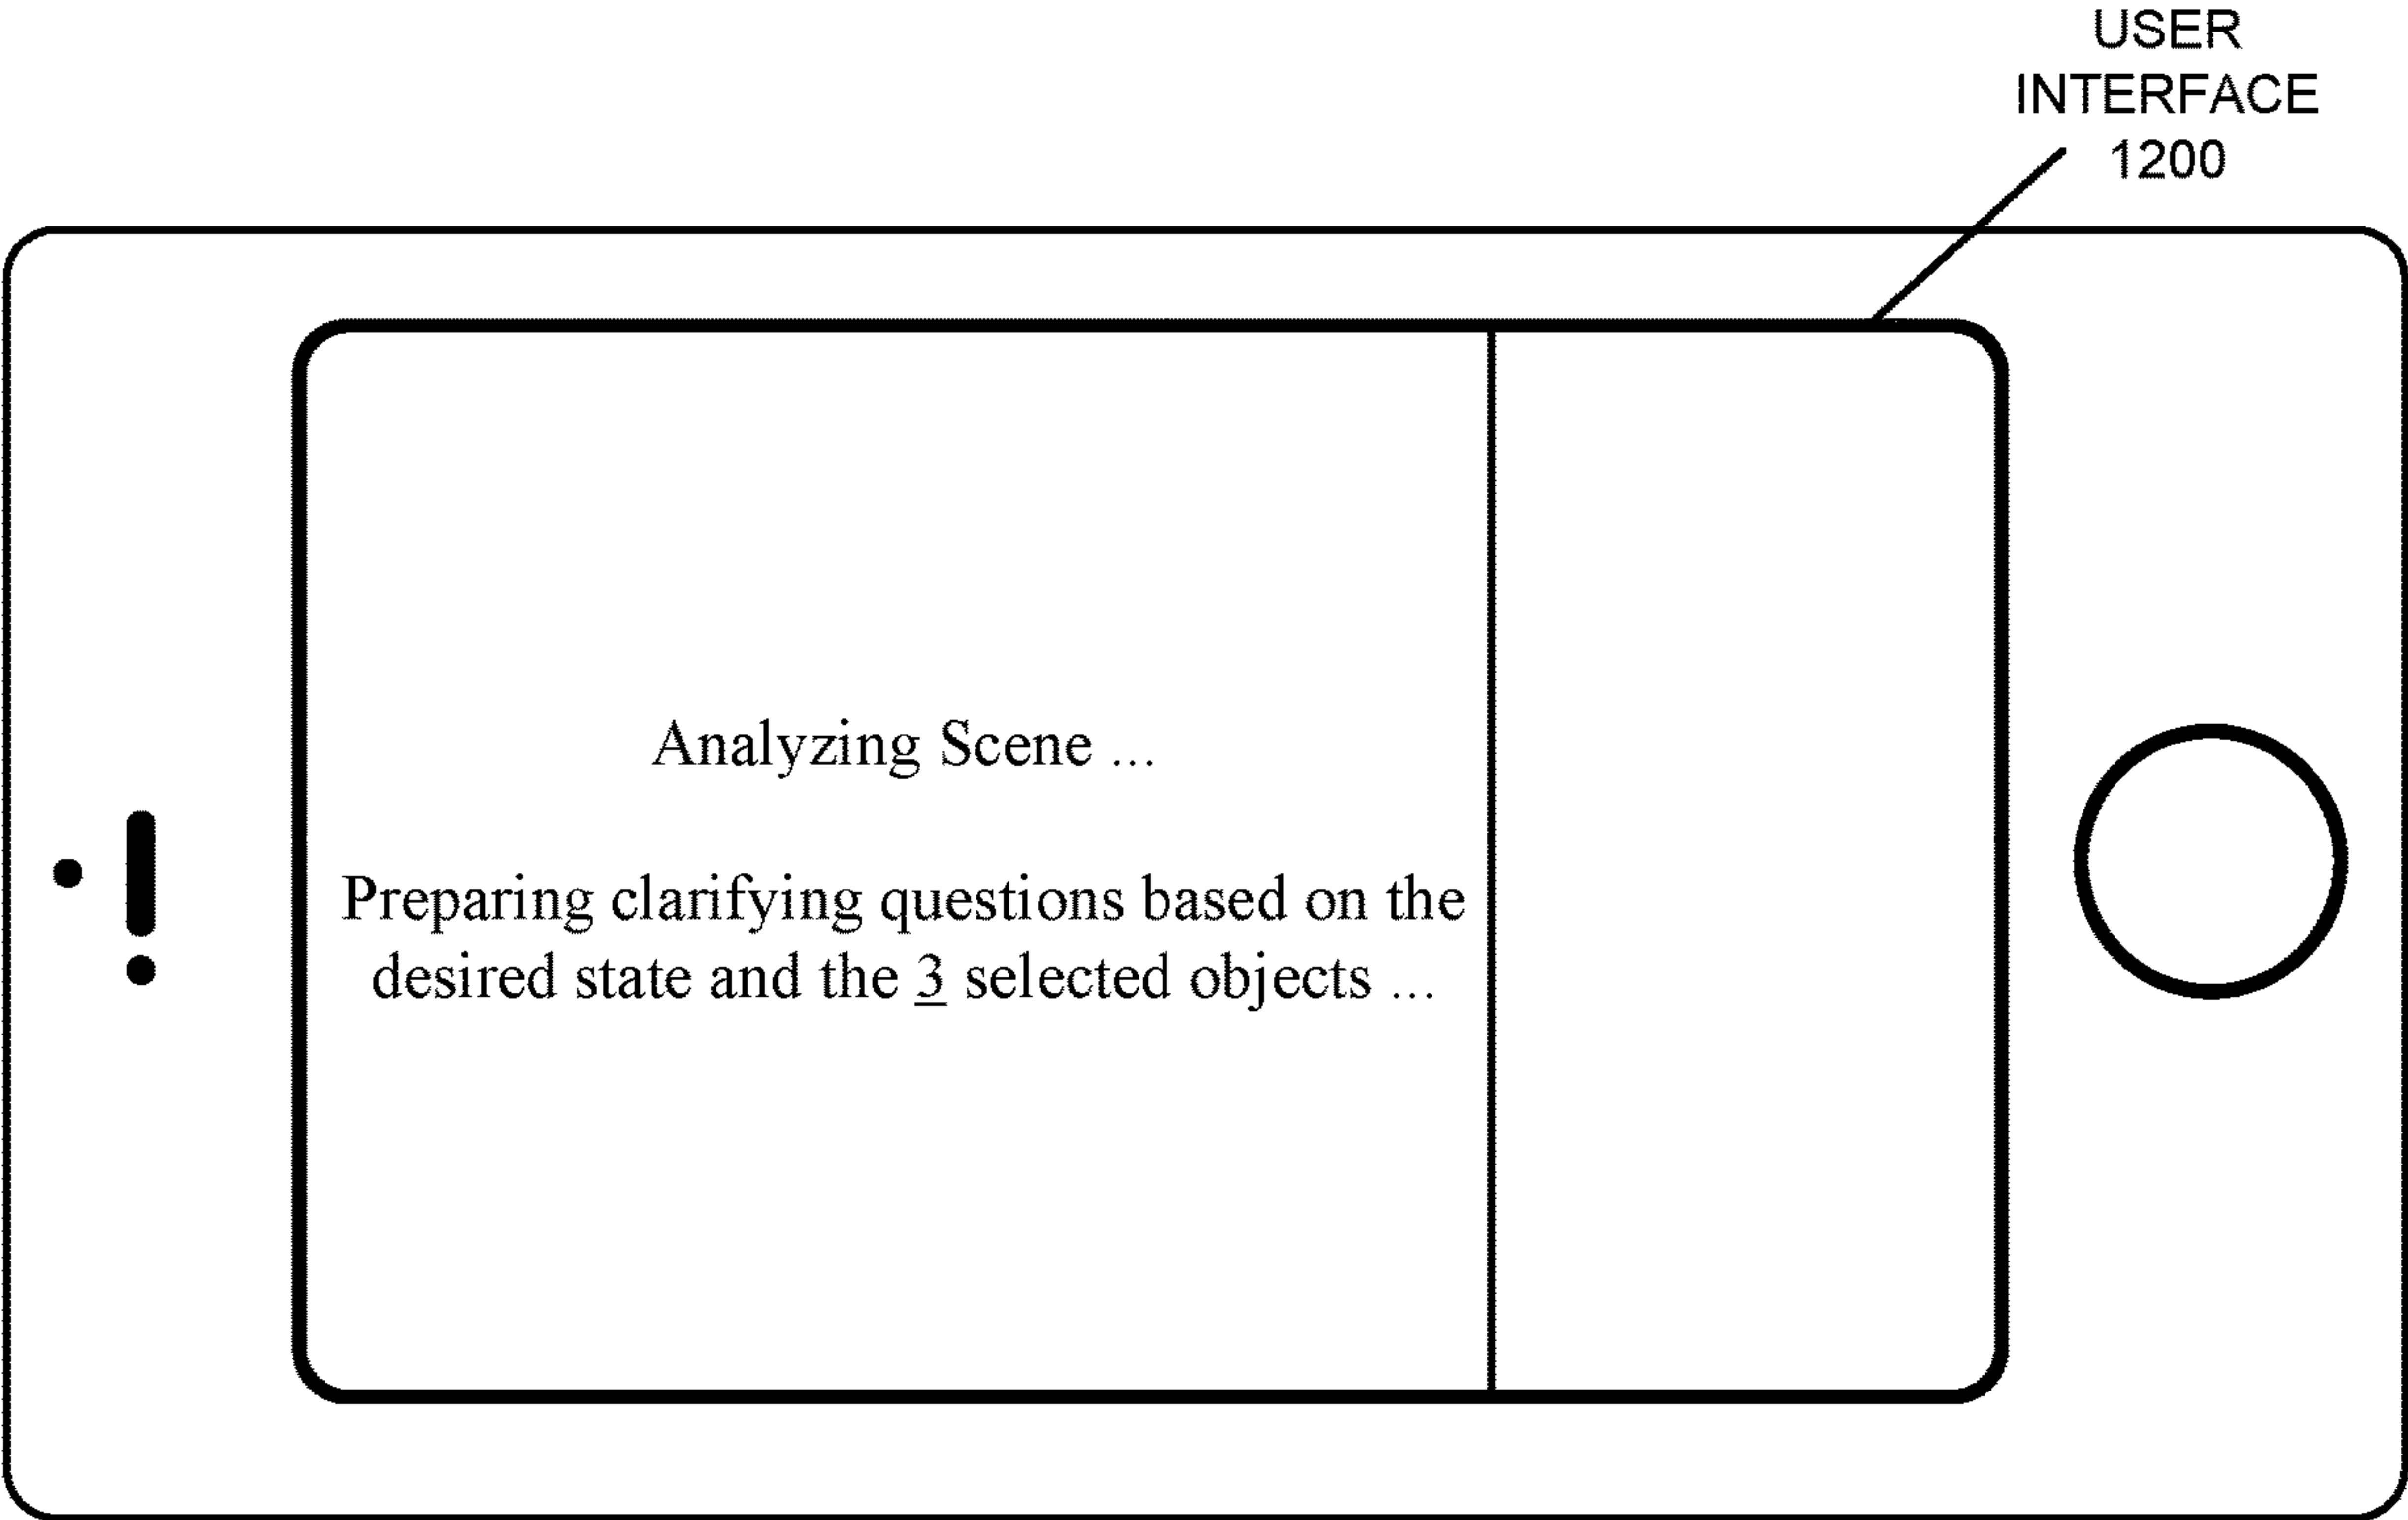 USER
INTERFACE
1200
Analyzing Scene ...
Preparing clarifying questions based on the
desired state and the 3 selected objects ...